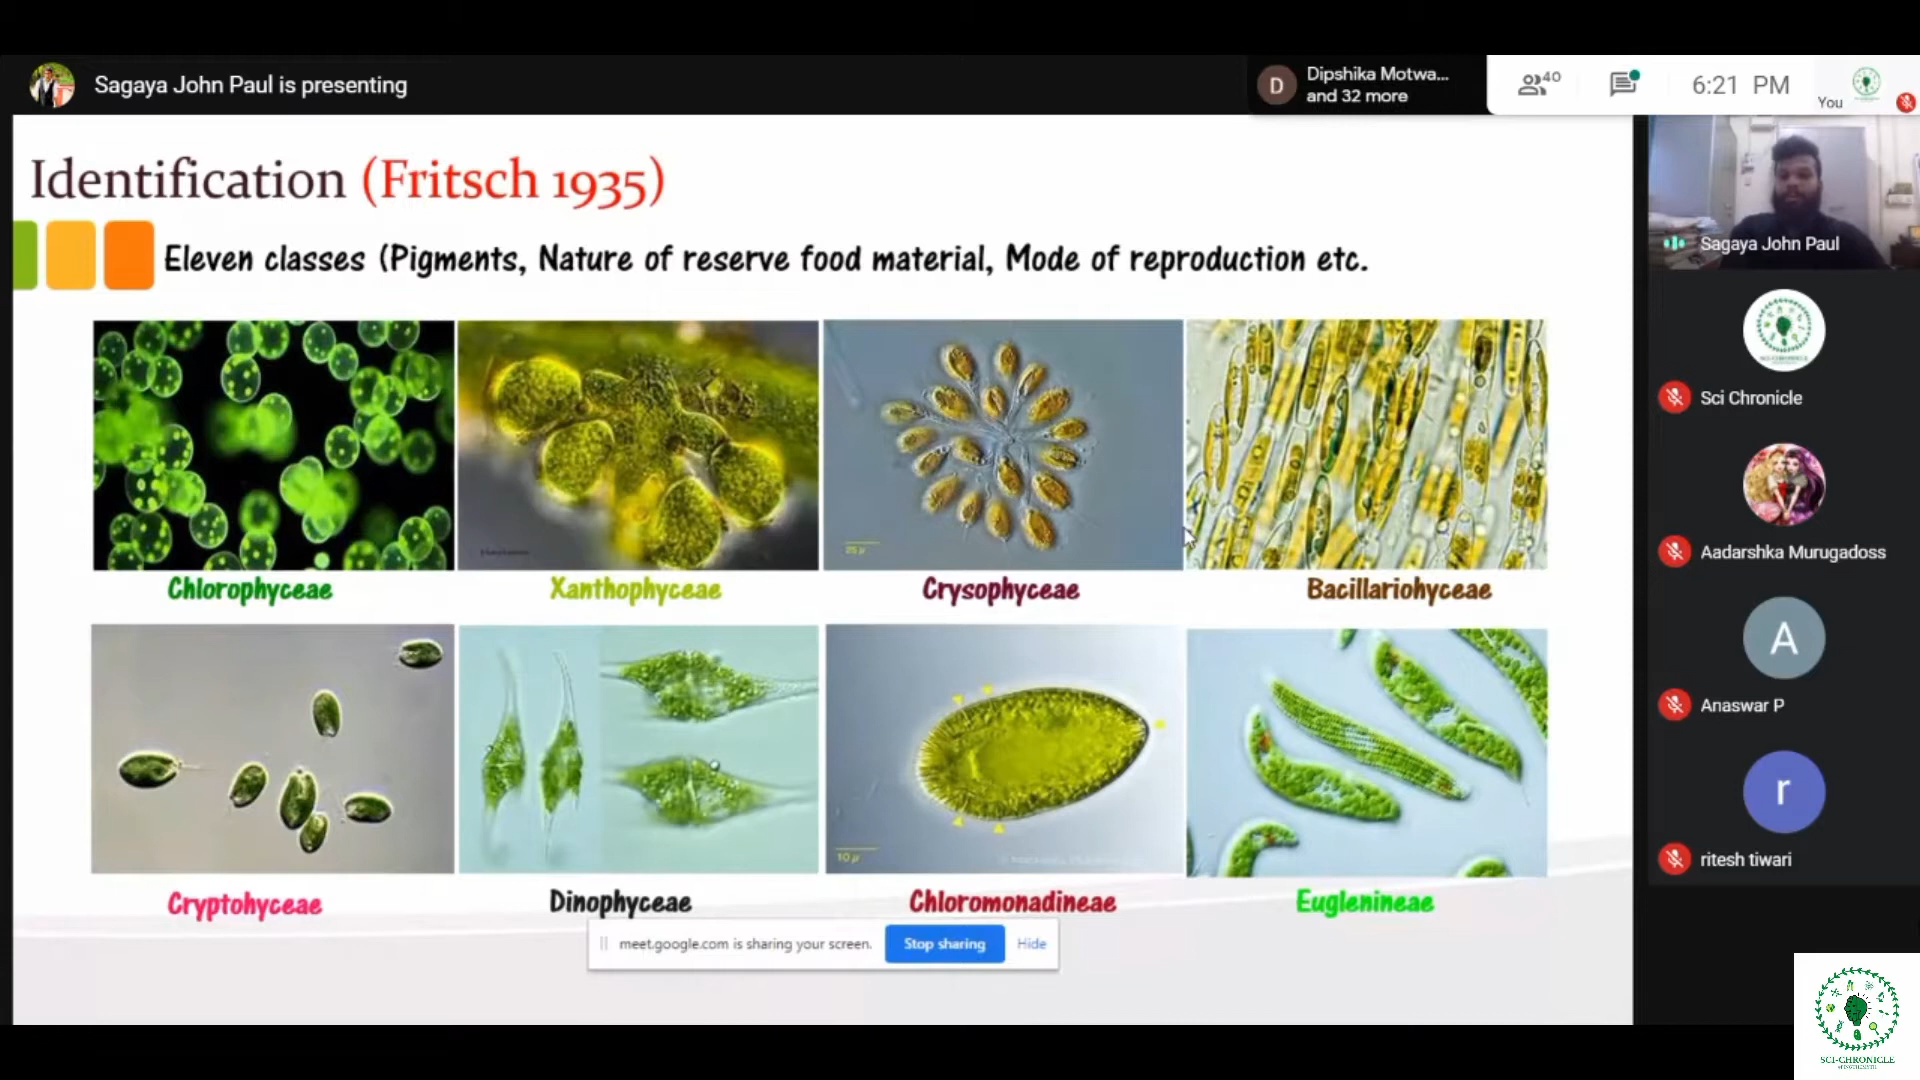 Sagaya John Paul is presenting
D
Dipshika Motwa...
and 32 more
40
6:21 PM
You
Identification (Fritsch 1935)
Eleven classes (Pigments, Nature of reserve food material, Mode of reproduction etc.
25 µ
Chlorophyceae
Xanthophyceae
Crysophyceae
Bacillariohyceae
10 µ
Cryptohyceae
Dinophyceae
Chloromonadineae
Euglenineae
meet.google.com is sharing your screen.
Stop sharing
Hide
Sagaya John Paul
Sci Chronicle
Aadarshka Murugadoss
A
Anaswar P
r
ritesh tiwari
SCI-CHRONICLE